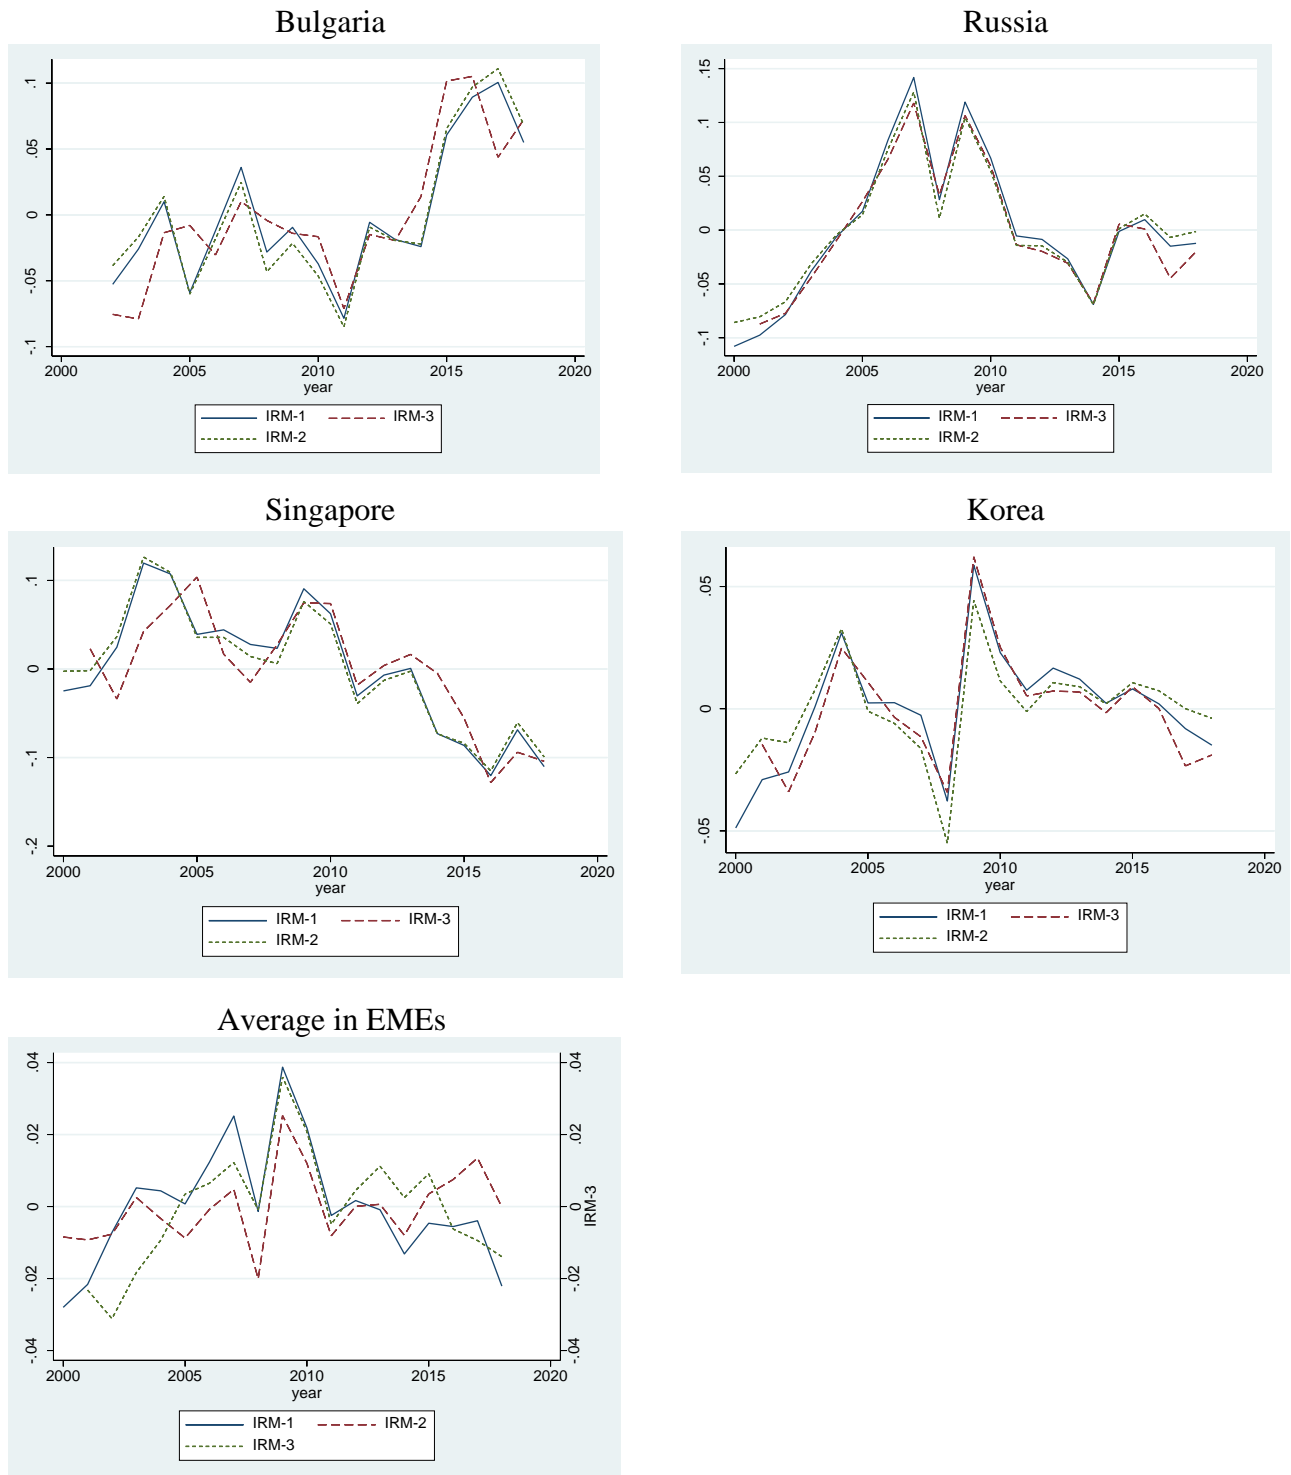 Bulgaria
.1
.05
0
-.05
-.1
2000 2005 2010 2015 2020
year
IRM-1 IRM-3
IRM-2
Russia
.15
.1
.05
0
-.05
-.1
2000 2005 2010 2015 2020
year
IRM-1 IRM-3
IRM-2
Singapore
.1
0
-.1
-.2
2000 2005 2010 2015 2020
year
IRM-1 IRM-3
IRM-2
Korea
.05
0
-.05
2000 2005 2010 2015 2020
year
IRM-1 IRM-3
IRM-2
Average in EMEs
.04
.02
0
-.02
-.04
.04
.02
0
-.02
-.04
IRM-3
2000 2005 2010 2015 2020
year
IRM-1 IRM-2
IRM-3